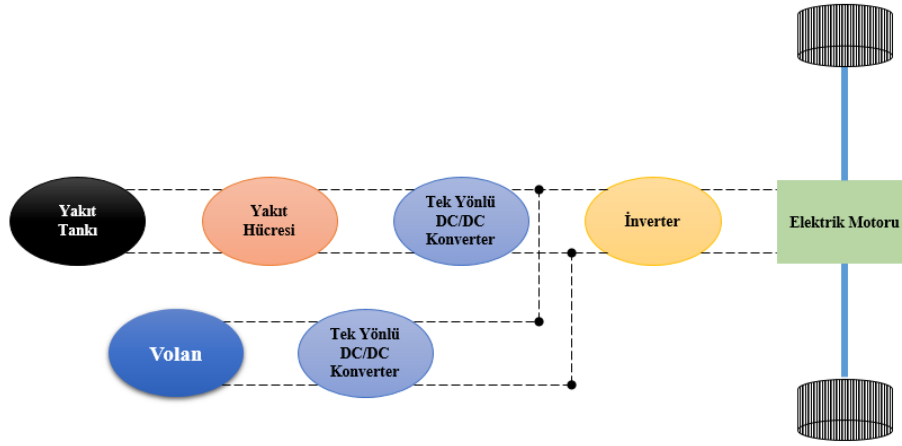 Yakıt
Tankı
Yakıt
Hücresi
Tek Yönlü
DC/DC
Konverter
İnverter
Elektrik Motoru
Volan
Tek Yönlü
DC/DC
Konverter